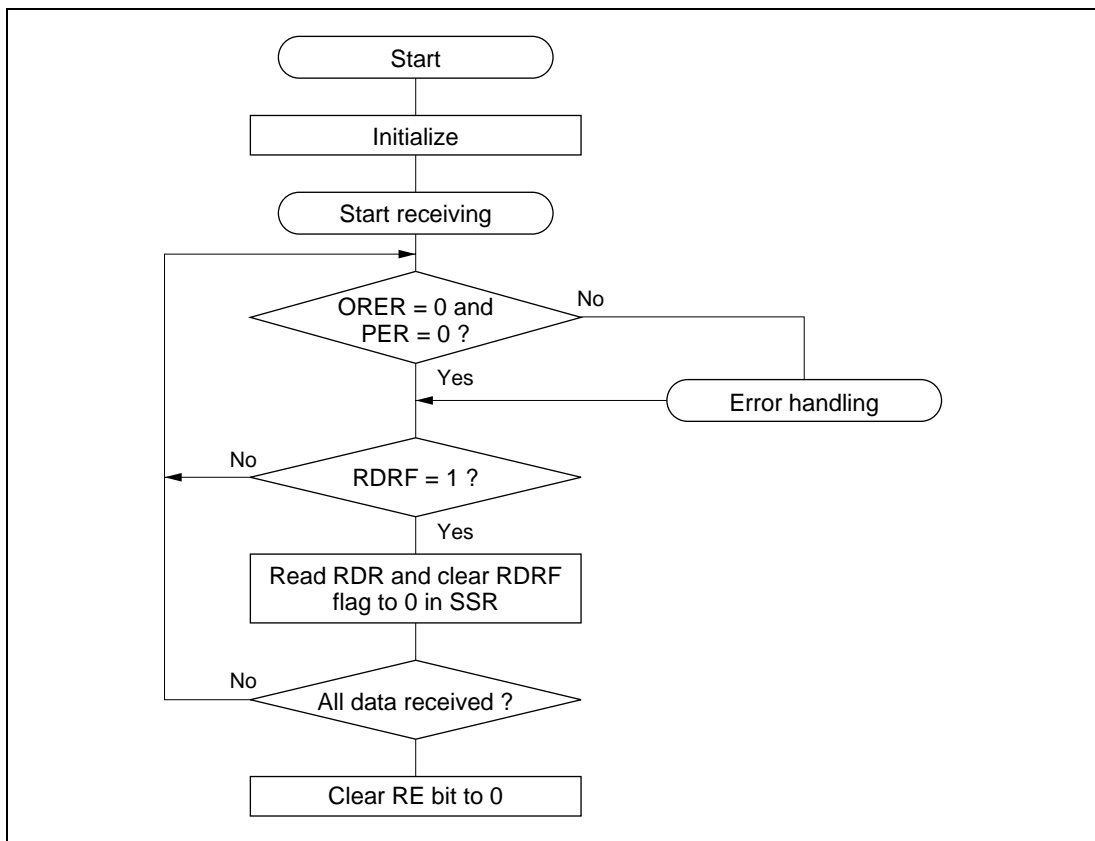 Start
Initialize
Start receiving
ORER = 0 and
PER = 0 ?
No
Yes
Error handling
No
RDRF = 1 ?
Yes
Read RDR and clear RDRF
flag to 0 in SSR
No
All data received ?
Clear RE bit to 0